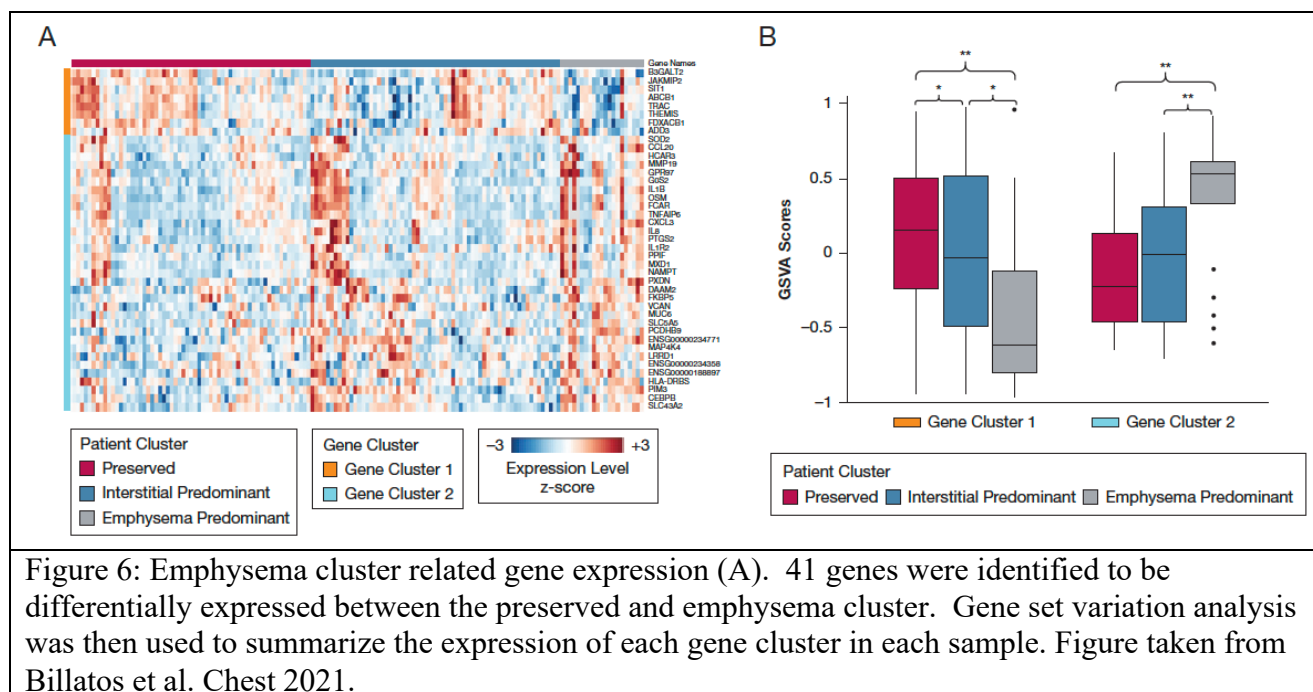 A
B
Gene Names
B3GALT2
JAKMIP2
SIT1
ABCB1
TRAC
THEMIS
FDXACB1
ADD3
SOD2
CCL20
HCAR3
MMP19
GPR97
G0S2
IL1B
OSM
FCAR
TNFAIP6
CXCL3
IL8
PTGS2
IL1R2
PPIF
MXD1
NAMPT
PXDN
DAAM2
FKBP5
VCAN
MUC6
SLC5A5
PCDHB9
ENSG00000234771
MAP4K4
LRRD1
ENSG00000234358
ENSG00000188897
HLA-DRB5
PIM3
CEBPB
SLC43A2
Patient Cluster
Preserved
Interstitial Predominant
Emphysema Predominant
Gene Cluster
Gene Cluster 1
Gene Cluster 2
−3 +3
Expression Level
z-score
**
**
* *
**
GSVA Scores
1
0.5
0
−0.5
−1
Gene Cluster 1 Gene Cluster 2
Patient Cluster
Preserved Interstitial Predominant Emphysema Predominant
Figure 6: Emphysema cluster related gene expression (A). 41 genes were identified to be
differentially expressed between the preserved and emphysema cluster. Gene set variation analysis
was then used to summarize the expression of each gene cluster in each sample. Figure taken from
Billatos et al. Chest 2021.